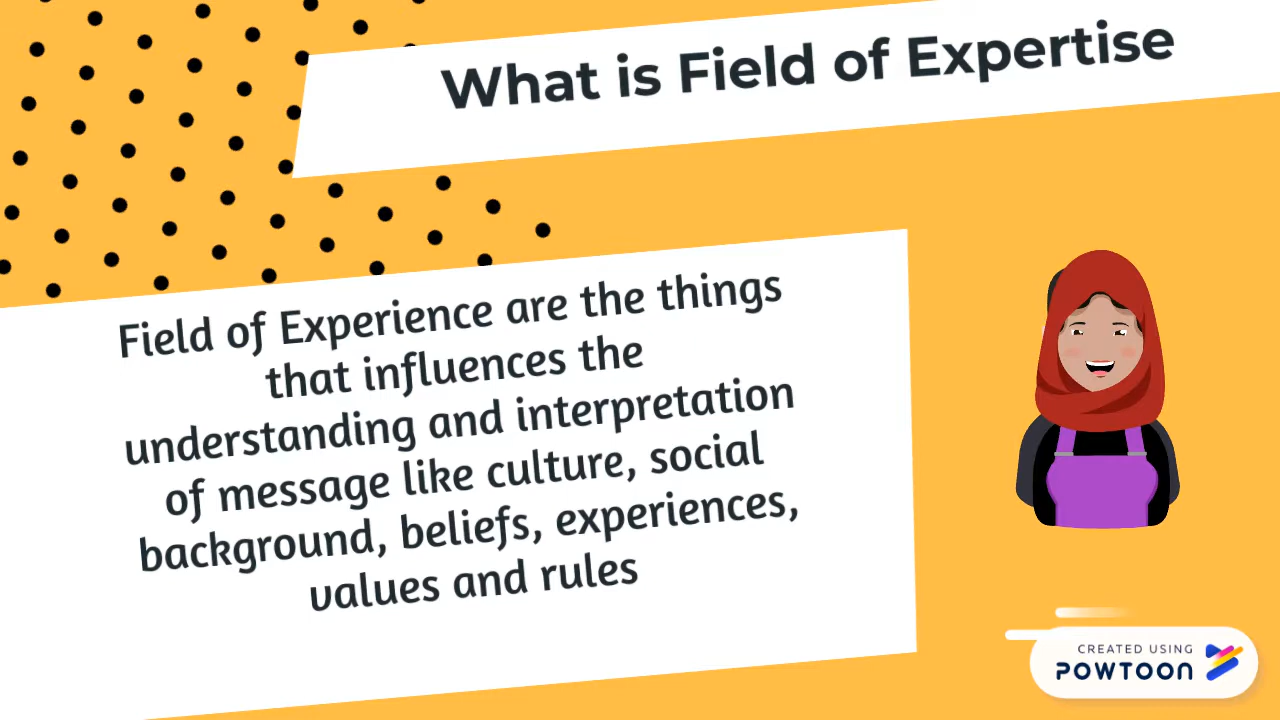 What is Field of Expertise
Field of Experience are the things
that influences the
understanding and interpretation
of message like culture, social
background, beliefs, experiences,
values and rules
CREATED USING
POWTOON